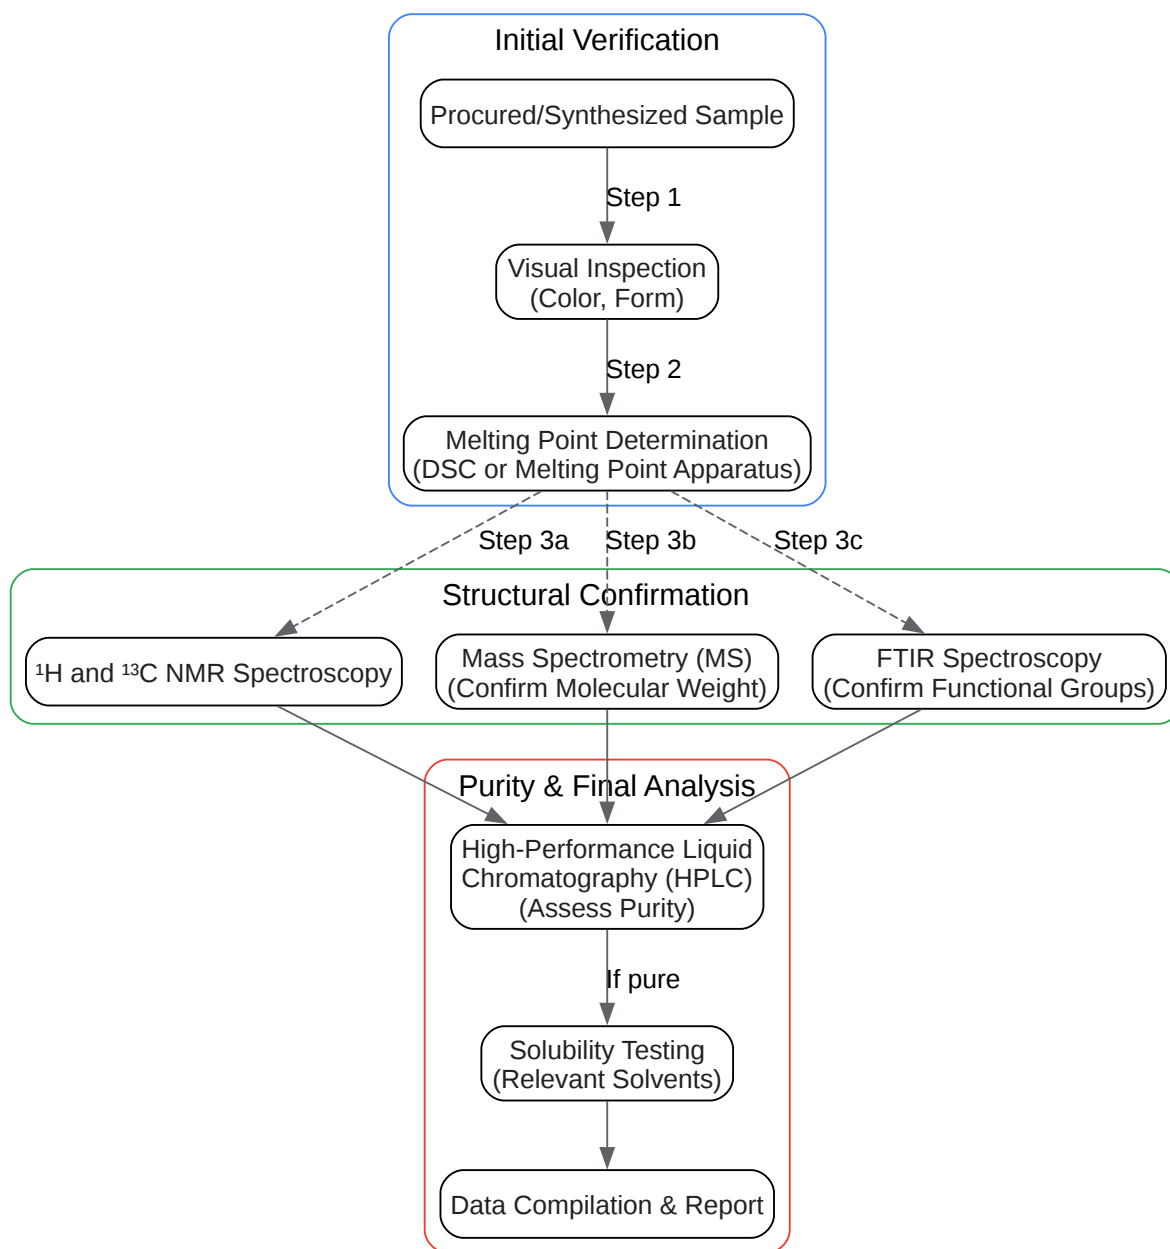 Initial Verification
Procured/Synthesized Sample
Step 1
Visual Inspection
(Color, Form)
Step 2
Melting Point Determination
(DSC or Melting Point Apparatus)
Step 3a
Step 3b
Step 3c
Structural Confirmation
¹H and ¹³C NMR Spectroscopy
Mass Spectrometry (MS)
(Confirm Molecular Weight)
FTIR Spectroscopy
(Confirm Functional Groups)
Purity & Final Analysis
High-Performance Liquid
Chromatography (HPLC)
(Assess Purity)
If pure
Solubility Testing
(Relevant Solvents)
Data Compilation & Report